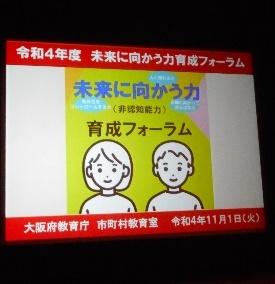 令和4年度 未来に向かう力育成フォーラム
未来に向かう力
(非認知能力)
育成フォーラム
大阪府教育庁 市町村教育室 令和4年11月1日(火)